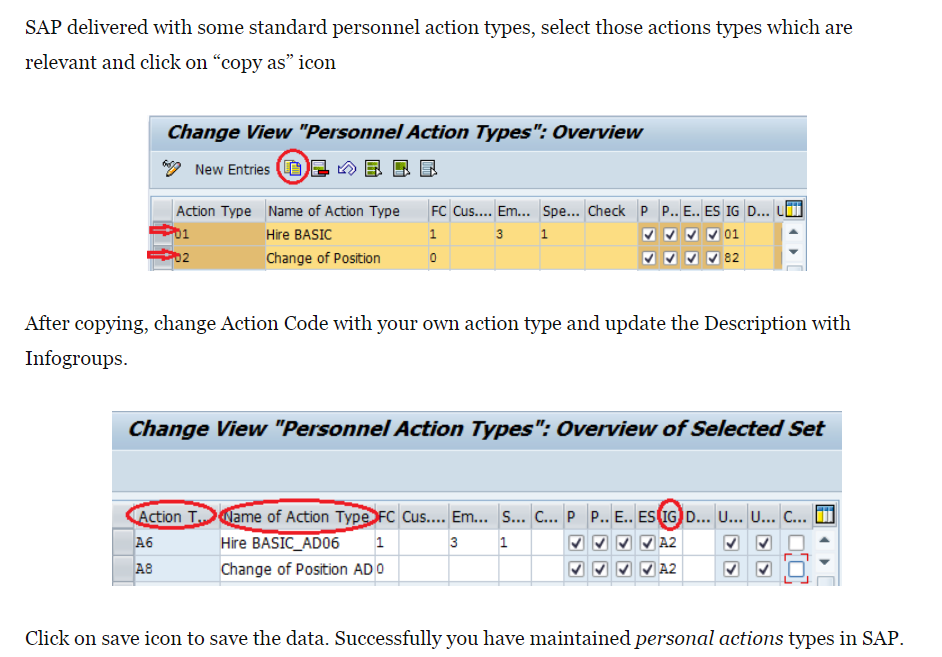 SAP delivered with some standard personnel action types, select those actions types which are
relevant and click on “copy as” icon
Change View "Personnel Action Types": Overview
New Entries
Action Type Name of Action Type FC Cus.... Em... Spe... Check P P.. E.. ES IG D... U
01 Hire BASIC 1 3 1 01
02 Change of Position 0 82
After copying, change Action Code with your own action type and update the Description with
Infogroups.
Change View "Personnel Action Types": Overview of Selected Set
Action T... Name of Action Type FC Cus.... Em... S... C... P P.. E.. ES IG D... U... U... C...
A6 Hire BASIC_AD06 1 3 1 A2
A8 Change of Position AD 0 A2
Click on save icon to save the data. Successfully you have maintained personal actions types in SAP.